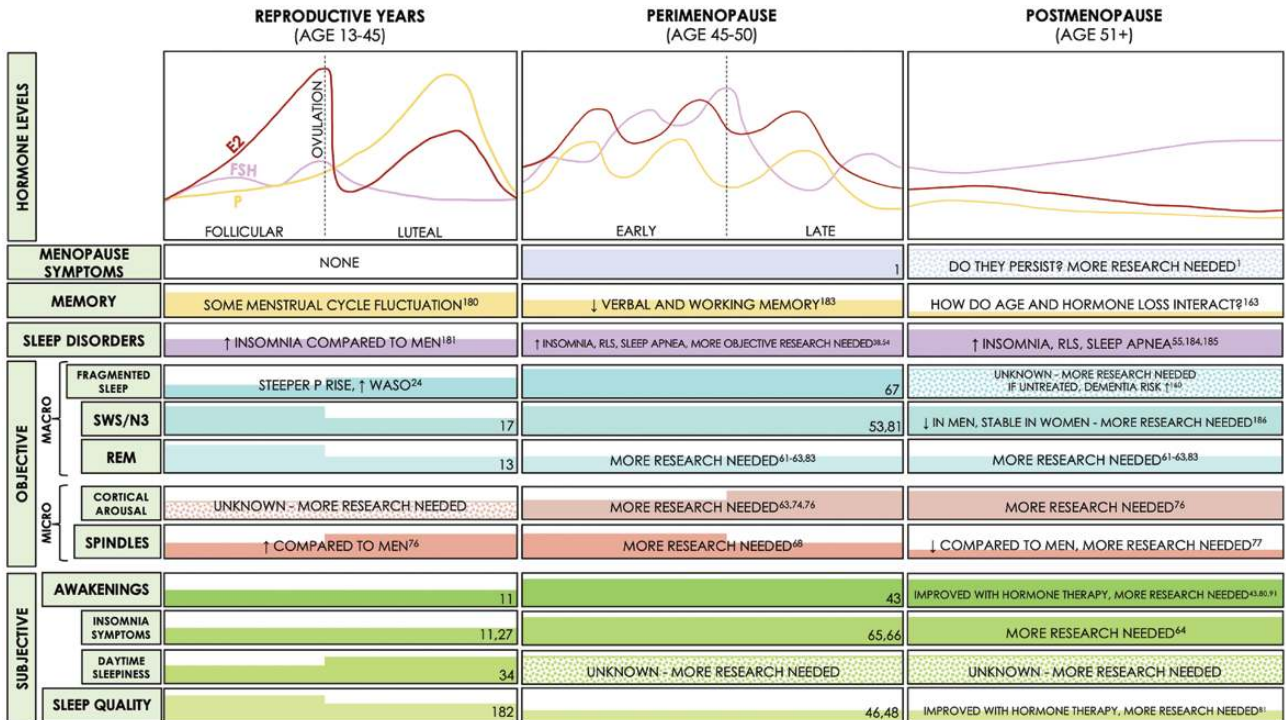 REPRODUCTIVE YEARS
(AGE 13-45)
PERIMENOPAUSE
(AGE 45-50)
POSTMENOPAUSE
(AGE 51+)
HORMONE LEVELS
E2
FSH
P
OVULATION
FOLLICULAR
LUTEAL
EARLY
LATE
MENOPAUSE
SYMPTOMS
NONE
1
DO THEY PERSIST? MORE RESEARCH NEEDED¹
MEMORY
SOME MENSTRUAL CYCLE FLUCTUATION¹⁸⁰
↓ VERBAL AND WORKING MEMORY¹⁸³
HOW DO AGE AND HORMONE LOSS INTERACT?¹⁶³
SLEEP DISORDERS
↑ INSOMNIA COMPARED TO MEN¹⁸¹
↑ INSOMNIA, RLS, SLEEP APNEA, MORE OBJECTIVE RESEARCH NEEDED³⁸,⁵⁴
↑ INSOMNIA, RLS, SLEEP APNEA⁵⁵,¹⁸⁴,¹⁸⁵
OBJECTIVE
MACRO
FRAGMENTED
SLEEP
STEEPER P RISE, ↑ WASO²⁴
67
UNKNOWN - MORE RESEARCH NEEDED
IF UNTREATED, DEMENTIA RISK ↑¹⁶⁰
SWS/N3
17
53,81
↓ IN MEN, STABLE IN WOMEN - MORE RESEARCH NEEDED¹⁸⁶
REM
13
MORE RESEARCH NEEDED⁶¹⁻⁶³,⁸³
MORE RESEARCH NEEDED⁶¹⁻⁶³,⁸³
MICRO
CORTICAL
AROUSAL
UNKNOWN - MORE RESEARCH NEEDED
MORE RESEARCH NEEDED⁶³,⁷⁴,⁷⁶
MORE RESEARCH NEEDED⁷⁶
SPINDLES
↑ COMPARED TO MEN⁷⁶
MORE RESEARCH NEEDED⁶⁸
↓ COMPARED TO MEN, MORE RESEARCH NEEDED⁷⁷
SUBJECTIVE
AWAKENINGS
11
43
IMPROVED WITH HORMONE THERAPY, MORE RESEARCH NEEDED⁴³,⁸⁰,⁹¹
INSOMNIA
SYMPTOMS
11,27
65,66
MORE RESEARCH NEEDED⁶⁴
DAYTIME
SLEEPINESS
34
UNKNOWN - MORE RESEARCH NEEDED
UNKNOWN - MORE RESEARCH NEEDED
SLEEP QUALITY
182
46,48
IMPROVED WITH HORMONE THERAPY, MORE RESEARCH NEEDED⁸¹